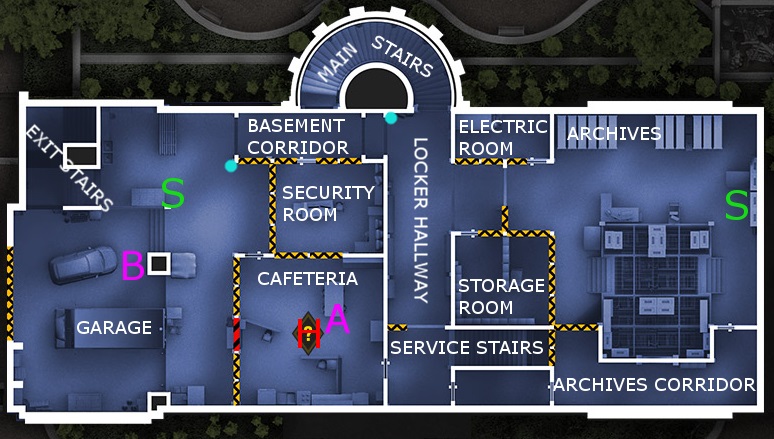 MAIN STAIRS
BASEMENT
CORRIDOR
ELECTRIC
ROOM
ARCHIVES
EXIT STAIRS
LOCKER HALLWAY
SECURITY
ROOM
S
S
B
CAFETERIA
STORAGE
ROOM
GARAGE
H
?
A
SERVICE STAIRS
ARCHIVES CORRIDOR